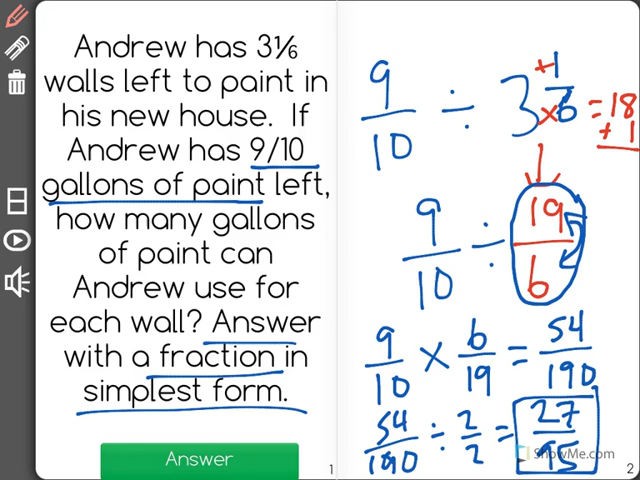 Andrew has 3⅙
walls left to paint in
his new house. If
Andrew has 9/10
gallons of paint left,
how many gallons
of paint can
Andrew use for
each wall? Answer
with a fraction in
simplest form.
Answer
1
9/10 ÷ 3 +1/×6 = 18
+ 1
9/10 ÷ 19/6
9/10 × 6/19 = 54/190
54/190 ÷ 2/2 = 27/95
ShowMe.com
2